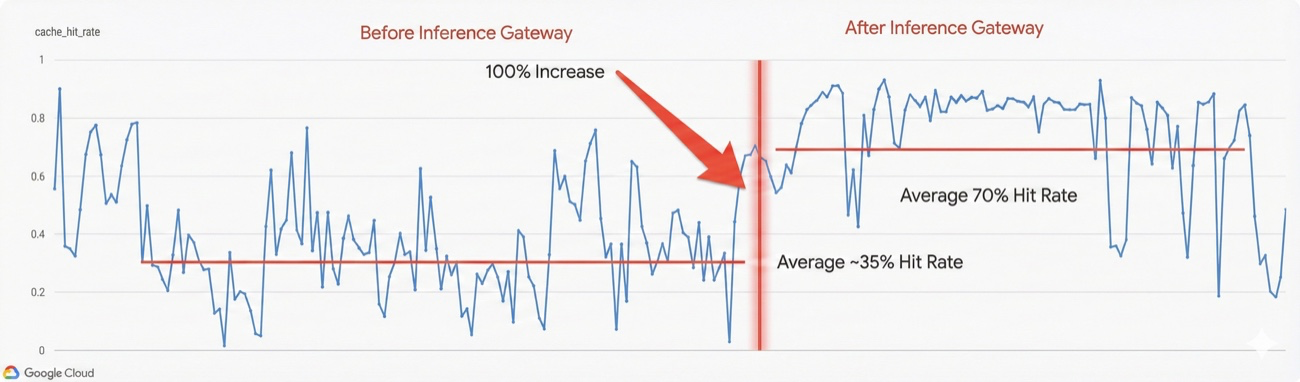 cache_hit_rate
Before Inference Gateway
After Inference Gateway
100% Increase
1
0.8
0.6
0.4
0.2
0
Average 70% Hit Rate
Average ~35% Hit Rate
Google Cloud